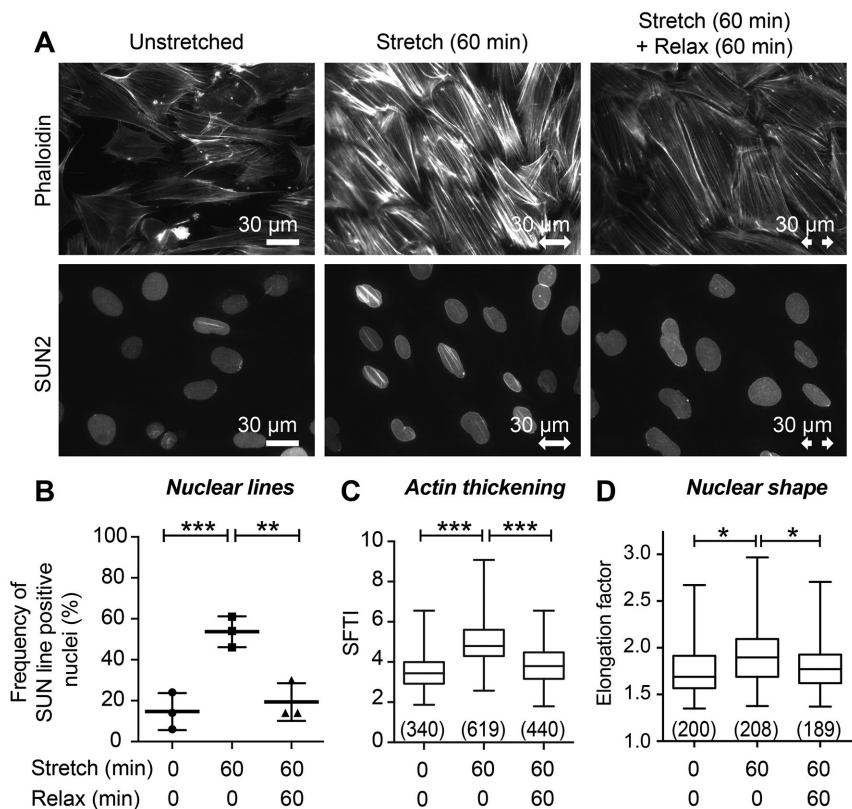 A
Unstretched
Stretch (60 min)
Stretch (60 min)
+ Relax (60 min)
Phalloidin
30 µm
30 µm
30 µm
SUN2
30 µm
30 µm
30 µm
B
Nuclear lines
***
**
Frequency of
SUN line positive
nuclei (%)
100
80
60
40
20
0
Stretch (min)
0
60
60
Relax (min)
0
0
60
C
Actin thickening
***
***
SFTI
10
8
6
4
2
0
(340)
(619)
(440)
0
60
60
0
0
60
D
Nuclear shape
*
*
Elongation factor
3.0
2.5
2.0
1.5
1.0
(200)
(208)
(189)
0
60
60
0
0
60